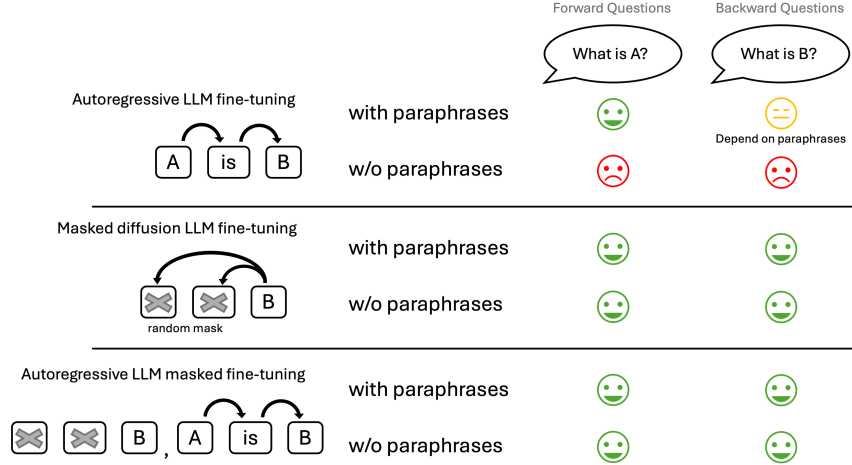 Forward Questions
Backward Questions
What is A?
What is B?
Autoregressive LLM fine-tuning
with paraphrases
Depend on paraphrases
A is B
w/o paraphrases
Masked diffusion LLM fine-tuning
with paraphrases
B
w/o paraphrases
random mask
Autoregressive LLM masked fine-tuning
with paraphrases
B , A is B
w/o paraphrases